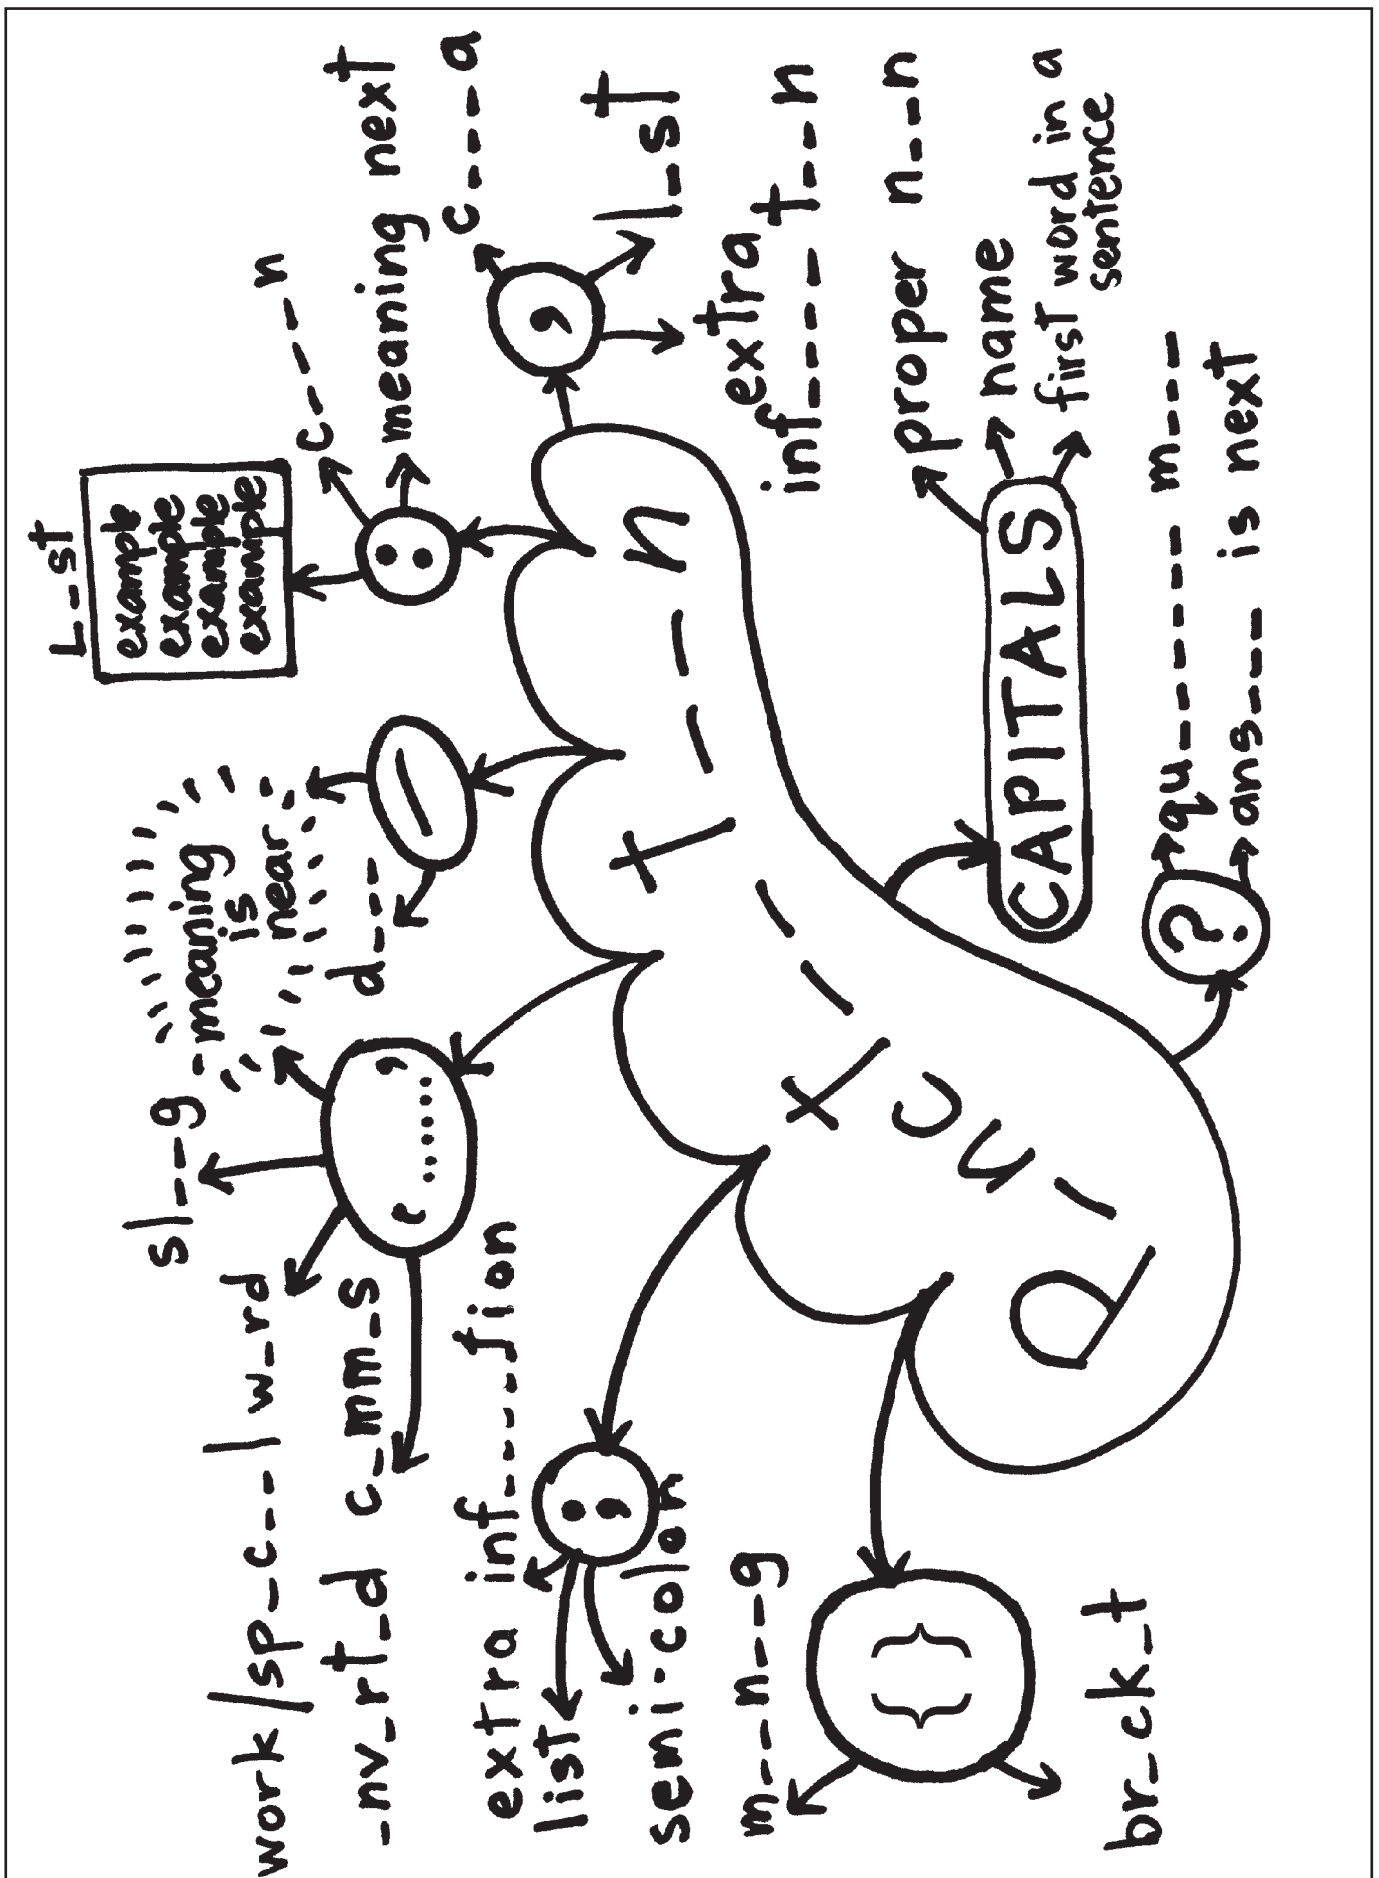 L--st
example
example
example
example
c---n
meaning next
c---a
l-st
extra
inf----t---n
,
:
–
meaning
is
near
d---
sl--g
work/sp-c--l w-rd
-nv-rt-d c-mm-s
‘......’
extra inf----tion
list
semi-colon
;
m--n--g
{ }
br-ck-t
P-nct--t--n
CAPITALS
proper n--n
name
first word in a
sentence
?
qu------ m---
ans--- is next